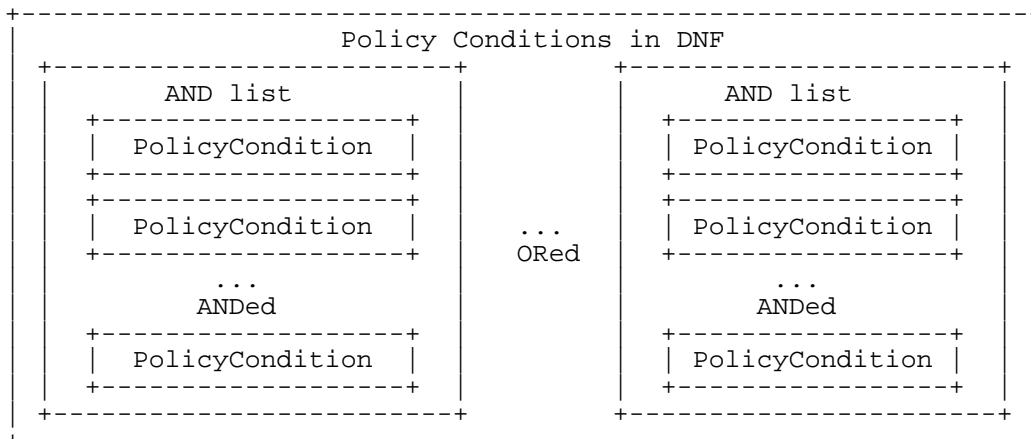 Policy Conditions in DNF
AND list AND list
PolicyCondition PolicyCondition
PolicyCondition PolicyCondition
... ORed
... ...
ANDed ANDed
PolicyCondition PolicyCondition